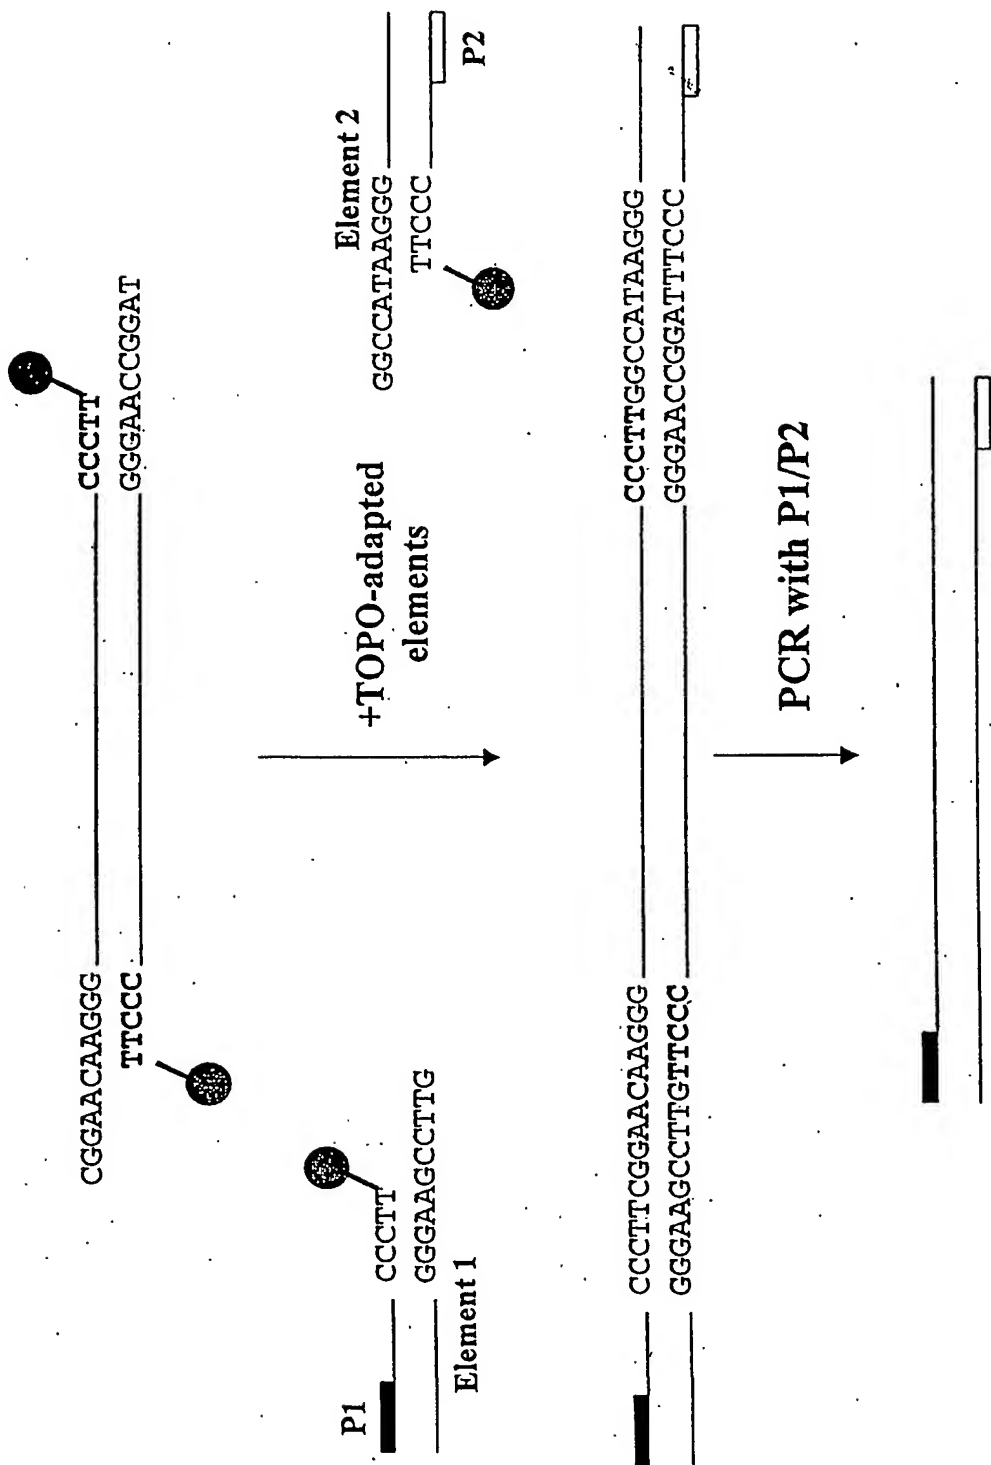 CGGAACAAGGG CCCTT
TTCCC GGGAACCGGAT
P1
CCCTT
GGGAAGCCTTG
Element 1
+TOPO-adapted
elements
Element 2
GGCCATAAGGG
TTCCC
P2
CCCTTCGGAACAAGGG CCCTTGGCCATAAGGG
GGGAAGCCTTGTTCCC GGGAACCGGATTTCCC
PCR with P1/P2